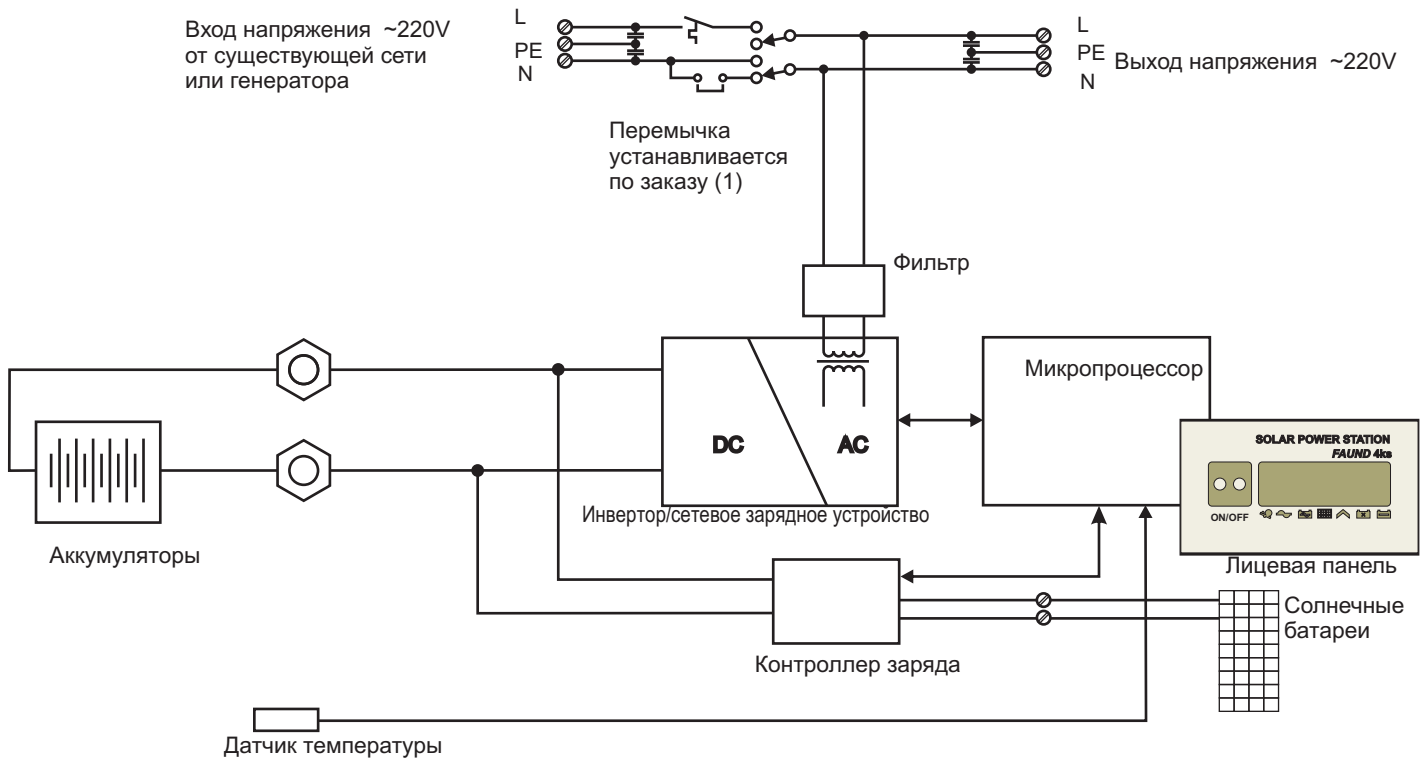 Вход напряжения ~220V
от существующей сети
или генератора
L
PE
N
L
PE
N
Выход напряжения ~220V
Перемычка
устанавливается
по заказу (1)
Фильтр
DC
AC
Инвертор/сетевое зарядное устройство
Микропроцессор
SOLAR POWER STATION
FAUND 4ks
ON/OFF
Лицевая панель
Аккумуляторы
Солнечные
батареи
Контроллер заряда
Датчик температуры